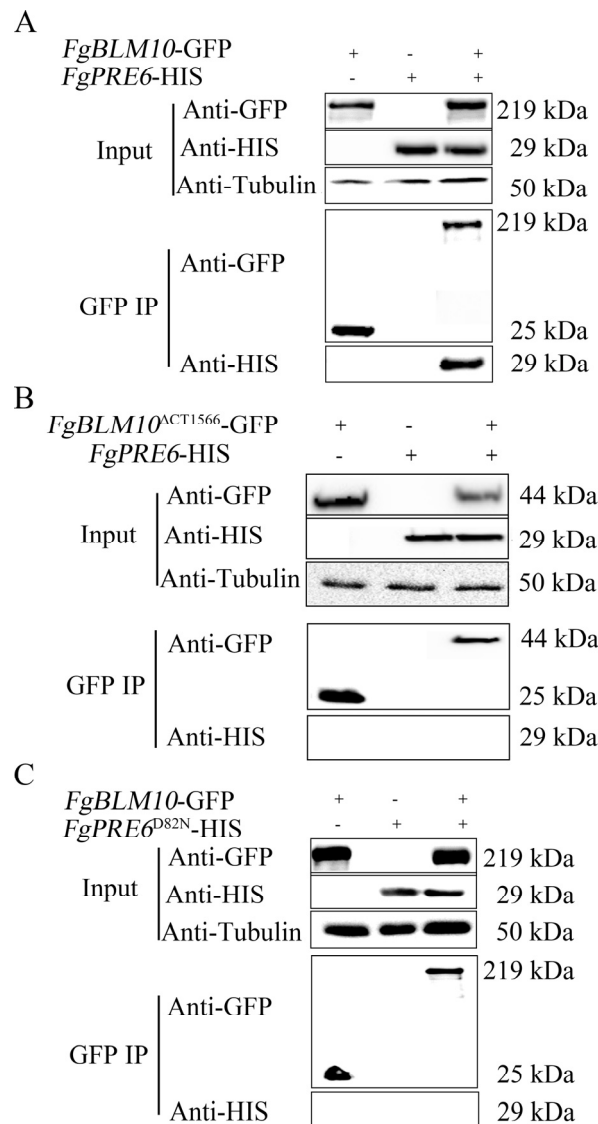 A
FgBLM10-GFP + - +
FgPRE6-HIS - + +
Input
Anti-GFP 219 kDa
Anti-HIS 29 kDa
Anti-Tubulin 50 kDa
GFP IP
Anti-GFP 219 kDa
25 kDa
Anti-HIS 29 kDa
B
FgBLM10ΔCT1566-GFP + - +
FgPRE6-HIS - + +
Input
Anti-GFP 44 kDa
Anti-HIS 29 kDa
Anti-Tubulin 50 kDa
GFP IP
Anti-GFP 44 kDa
25 kDa
Anti-HIS 29 kDa
C
FgBLM10-GFP + - +
FgPRE6D82N-HIS - + +
Input
Anti-GFP 219 kDa
Anti-HIS 29 kDa
Anti-Tubulin 50 kDa
GFP IP
Anti-GFP 219 kDa
25 kDa
Anti-HIS 29 kDa